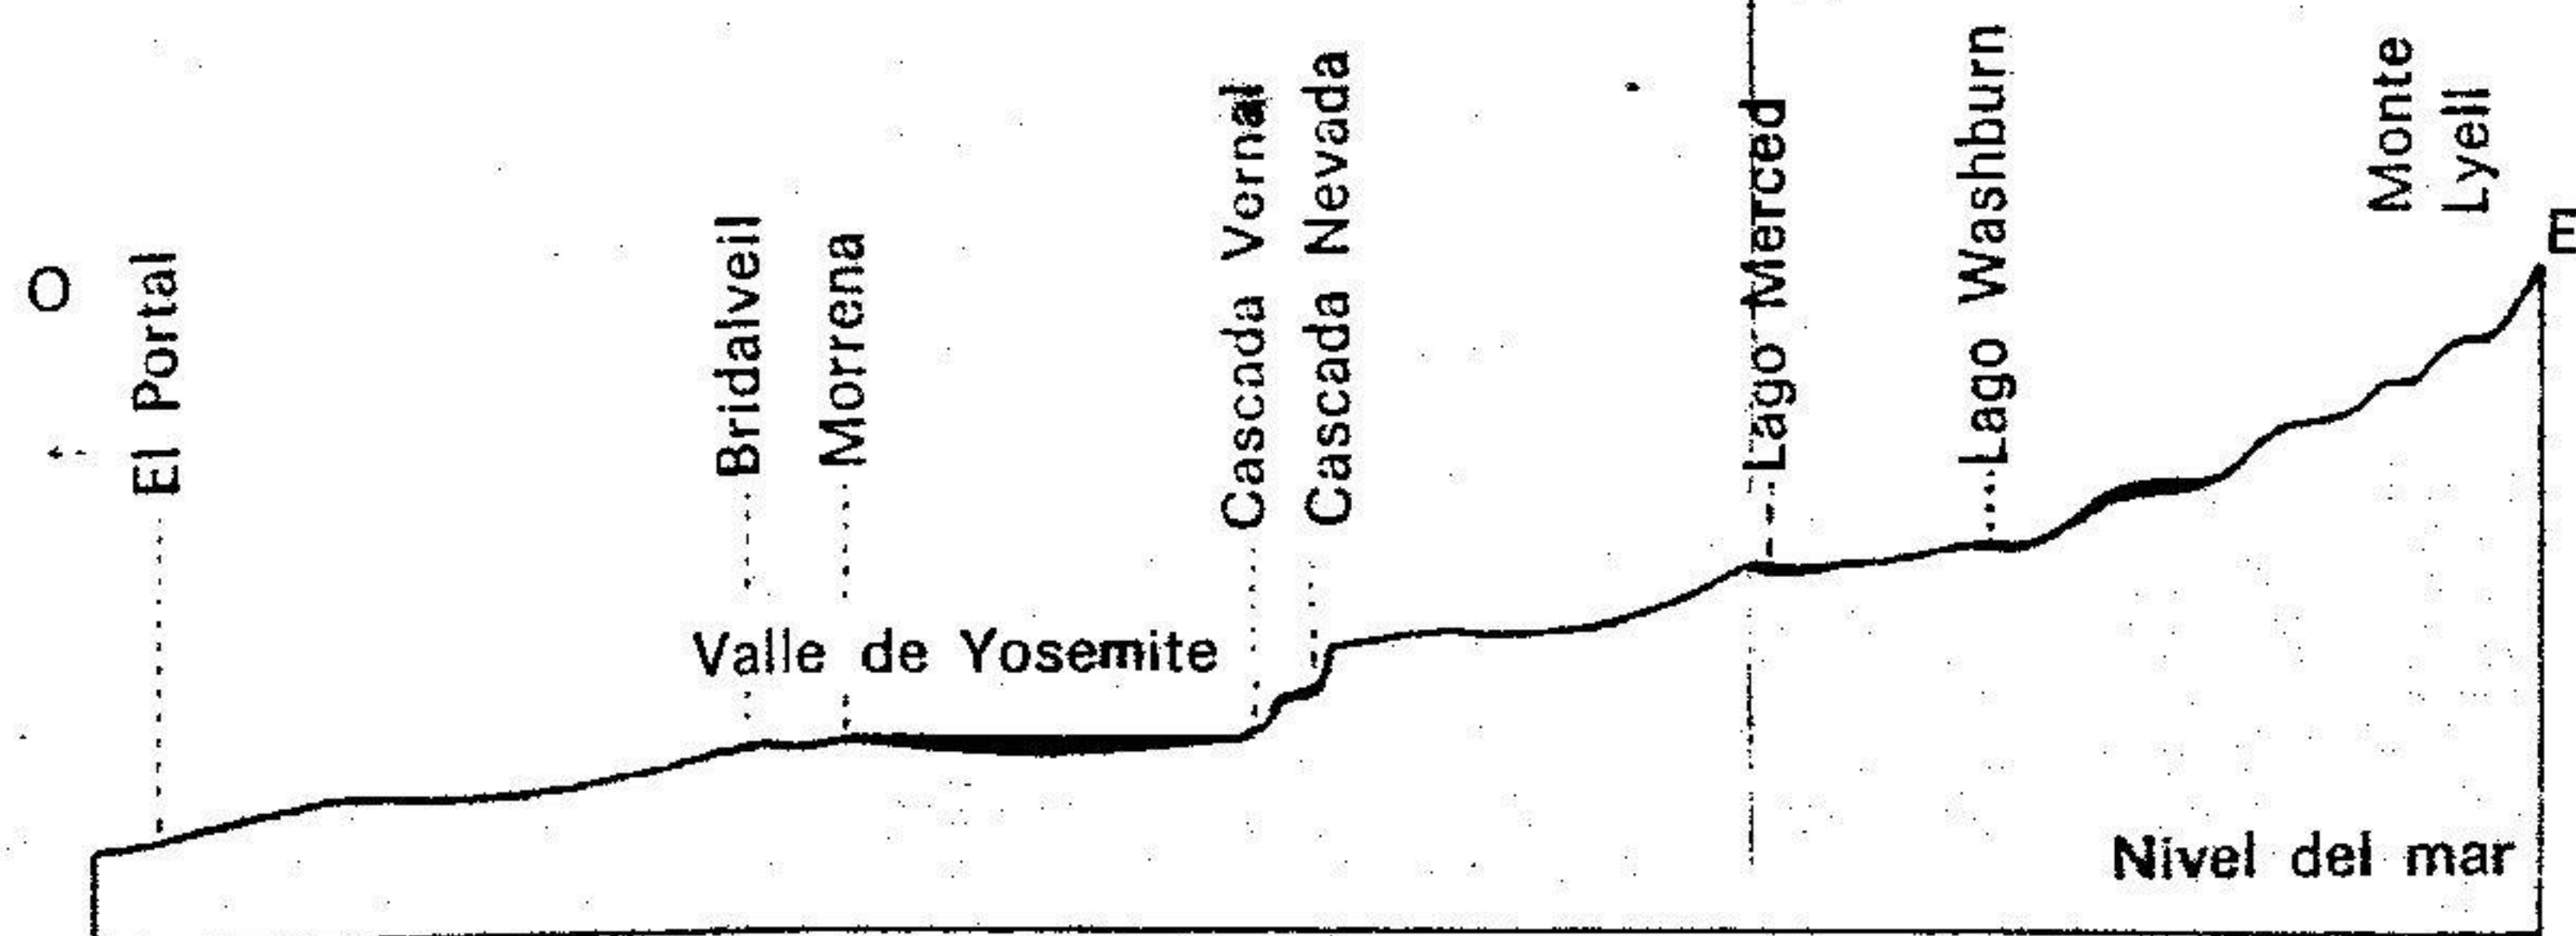 O
El Portal
Bridalveil
Morrena
Cascada Vernal
Cascada Nevada
Lago Merced
Lago Washburn
Monte
Lyell
E
Valle de Yosemite
Nivel del mar